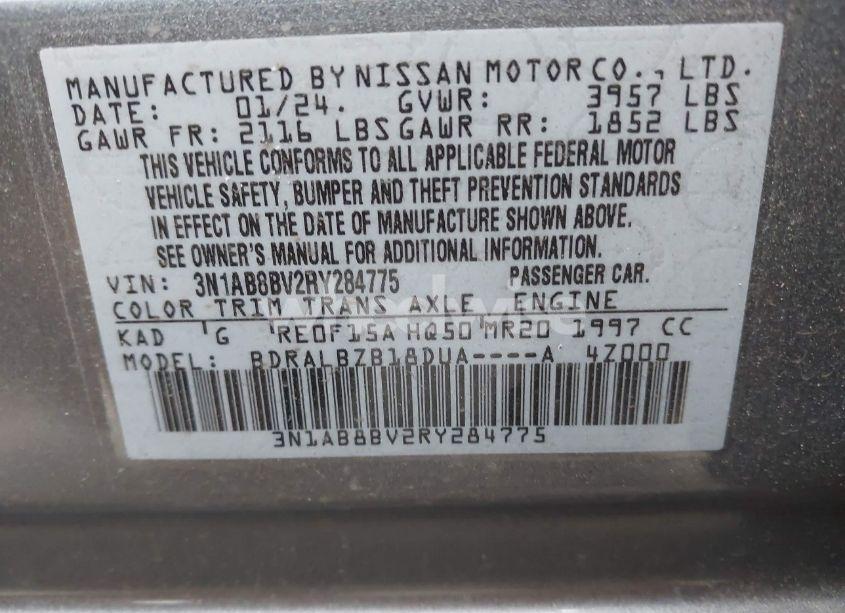 MANUFACTURED BY NISSAN MOTOR CO., LTD.
DATE: 01/24. GVWR: 3957 LBS
GAWR FR: 2116 LBS GAWR RR: 1852 LBS
THIS VEHICLE CONFORMS TO ALL APPLICABLE FEDERAL MOTOR
VEHICLE SAFETY, BUMPER AND THEFT PREVENTION STANDARDS
IN EFFECT ON THE DATE OF MANUFACTURE SHOWN ABOVE.
SEE OWNER'S MANUAL FOR ADDITIONAL INFORMATION.
VIN: 3N1AB8BV2RY284775 PASSENGER CAR.
COLOR TRIM TRANS AXLE ENGINE
KAD 'G 'RE0F15A HQ50'MR20 1997 CC
MODEL: BDRALBZB18DUA----A 4Z000
3N1AB8BV2RY284775